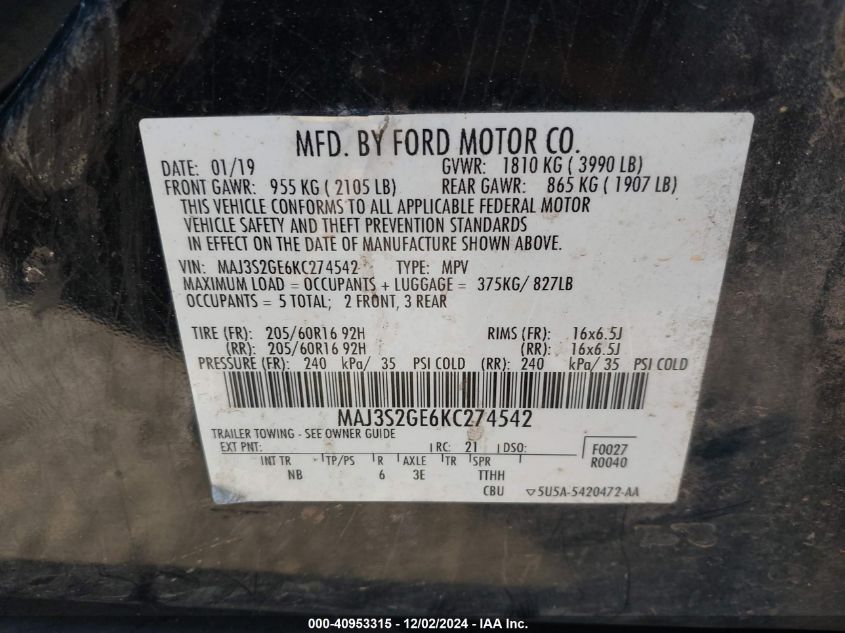 MFD. BY FORD MOTOR CO.
DATE: 01/19 GVWR: 1810 KG ( 3990 LB)
FRONT GAWR: 955 KG ( 2105 LB) REAR GAWR: 865 KG ( 1907 LB)
THIS VEHICLE CONFORMS TO ALL APPLICABLE FEDERAL MOTOR
VEHICLE SAFETY AND THEFT PREVENTION STANDARDS
IN EFFECT ON THE DATE OF MANUFACTURE SHOWN ABOVE.
VIN: MAJ3S2GE6KC274542 TYPE: MPV
MAXIMUM LOAD = OCCUPANTS + LUGGAGE = 375KG/ 827LB
OCCUPANTS = 5 TOTAL; 2 FRONT, 3 REAR
TIRE (FR): 205/60R16 92H RIMS (FR): 16x6.5J
(RR): 205/60R16 92H (RR): 16x6.5J
PRESSURE (FR): 240 kPa/ 35 PSI COLD (RR): 240 kPa/ 35 PSI COLD
MAJ3S2GE6KC274542
TRAILER TOWING - SEE OWNER GUIDE
EXT PNT: RC: 21 DSO: F0027
R0040
INT TR TP/PS R AXLE TR SPR
NB 6 3E TTHH
CBU ▽5U5A-5420472-AA
000-40953315 - 12/02/2024 - IAA, Inc.